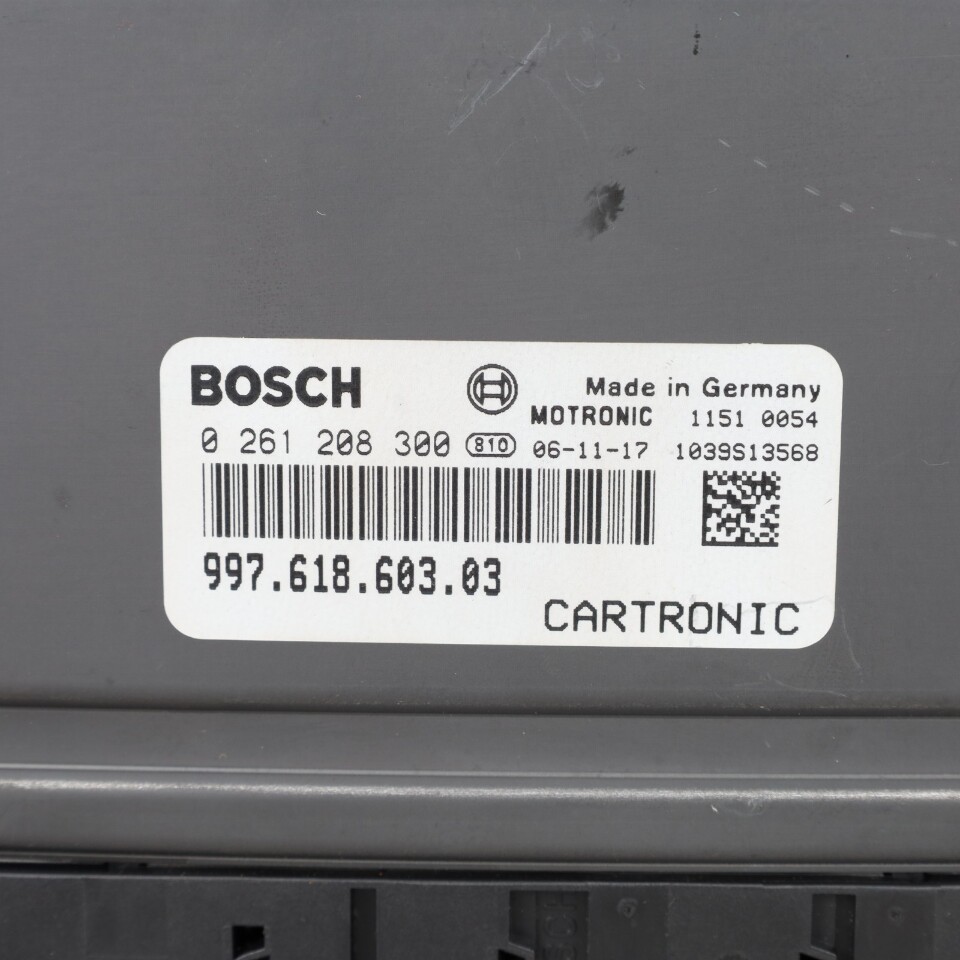 BOSCH Made in Germany
MOTRONIC 1151 0054
0 261 208 300 810 06-11-17 1039S13568
997.618.603.03
CARTRONIC